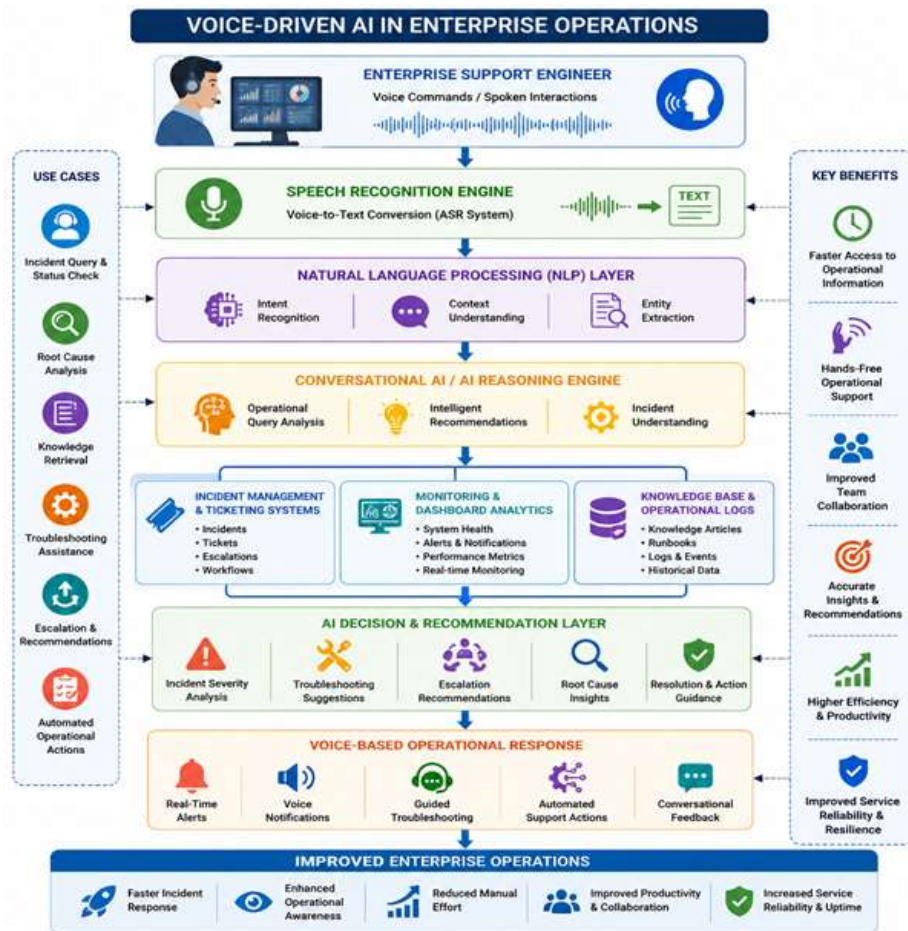 VOICE-DRIVEN AI IN ENTERPRISE OPERATIONS
ENTERPRISE SUPPORT ENGINEER
Voice Commands / Spoken Interactions
USE CASES
Incident Query &
Status Check
Root Cause
Analysis
Knowledge
Retrieval
Troubleshooting
Assistance
Escalation &
Recommendations
Automated
Operational
Actions
SPEECH RECOGNITION ENGINE
Voice-to-Text Conversion (ASR System)
TEXT
NATURAL LANGUAGE PROCESSING (NLP) LAYER
Intent
Recognition
Context
Understanding
Entity
Extraction
CONVERSATIONAL AI / AI REASONING ENGINE
Operational
Query Analysis
Intelligent
Recommendations
Incident
Understanding
INCIDENT MANAGEMENT
& TICKETING SYSTEMS
• Incidents
• Tickets
• Escalations
• Workflows
MONITORING &
DASHBOARD ANALYTICS
• System Health
• Alerts & Notifications
• Performance Metrics
• Real-time Monitoring
KNOWLEDGE BASE &
OPERATIONAL LOGS
• Knowledge Articles
• Runbooks
• Logs & Events
• Historical Data
AI DECISION & RECOMMENDATION LAYER
Incident Severity
Analysis
Troubleshooting
Suggestions
Escalation
Recommendations
Root Cause
Insights
Resolution & Action
Guidance
VOICE-BASED OPERATIONAL RESPONSE
Real-Time
Alerts
Voice
Notifications
Guided
Troubleshooting
Automated
Support Actions
Conversational
Feedback
KEY BENEFITS
Faster Access to
Operational
Information
Hands-Free
Operational
Support
Improved
Team
Collaboration
Accurate
Insights &
Recommendations
Higher Efficiency
& Productivity
Improved Service
Reliability &
Resilience
IMPROVED ENTERPRISE OPERATIONS
Faster Incident
Response
Enhanced
Operational
Awareness
Reduced Manual
Effort
Improved Productivity
& Collaboration
Increased Service
Reliability & Uptime